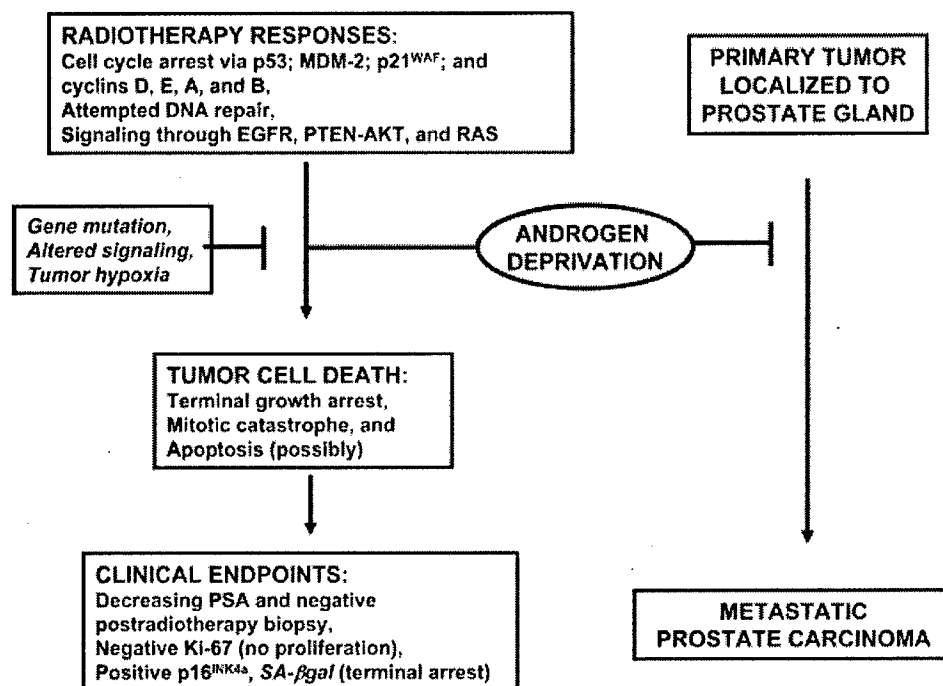 RADIOTHERAPY RESPONSES:
Cell cycle arrest via p53; MDM-2; p21WAF; and
cyclins D, E, A, and B,
Attempted DNA repair,
Signaling through EGFR, PTEN-AKT, and RAS
PRIMARY TUMOR
LOCALIZED TO
PROSTATE GLAND
Gene mutation,
Altered signaling,
Tumor hypoxia
ANDROGEN
DEPRIVATION
TUMOR CELL DEATH:
Terminal growth arrest,
Mitotic catastrophe, and
Apoptosis (possibly)
CLINICAL ENDPOINTS:
Decreasing PSA and negative
postradiotherapy biopsy,
Negative Ki-67 (no proliferation),
Positive p16INK4a, SA-βgal (terminal arrest)
METASTATIC
PROSTATE CARCINOMA